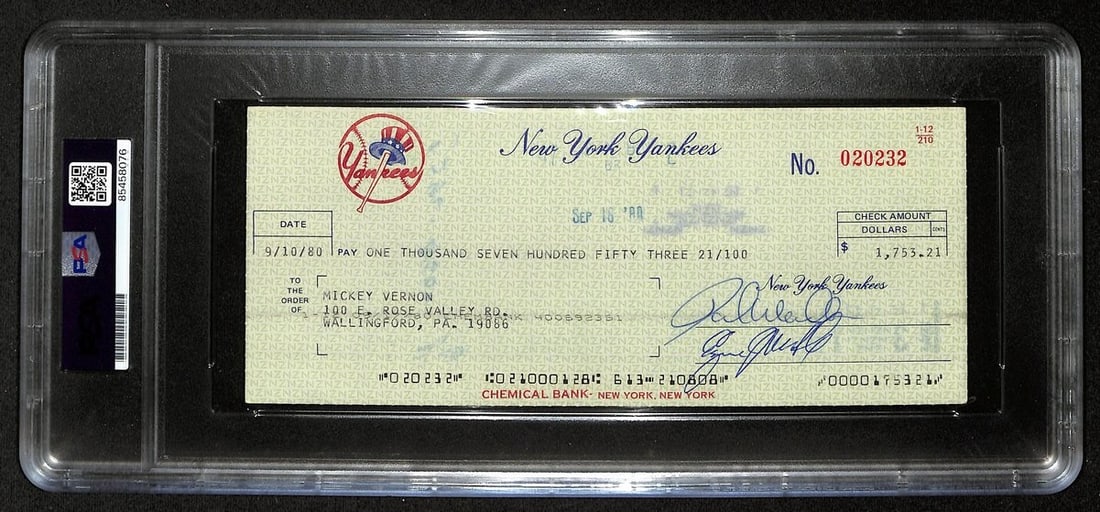 85458076
PSA
Yankees
New York Yankees
No. 020232
1-12
210
SEP 16 '80
DATE
CHECK AMOUNT
DOLLARS CENTS
9/10/80 PAY ONE THOUSAND SEVEN HUNDRED FIFTY THREE 21/100
$ 1,753.21
TO THE ORDER OF
MICKEY VERNON
100 E. ROSE VALLEY RD.
WALLINGFORD, PA. 19086
New York Yankees
⑈020232⑈ ⑆021000128⑆ 613⑉210808⑈ ⑇0000175321⑇
CHEMICAL BANK- NEW YORK, NEW YORK